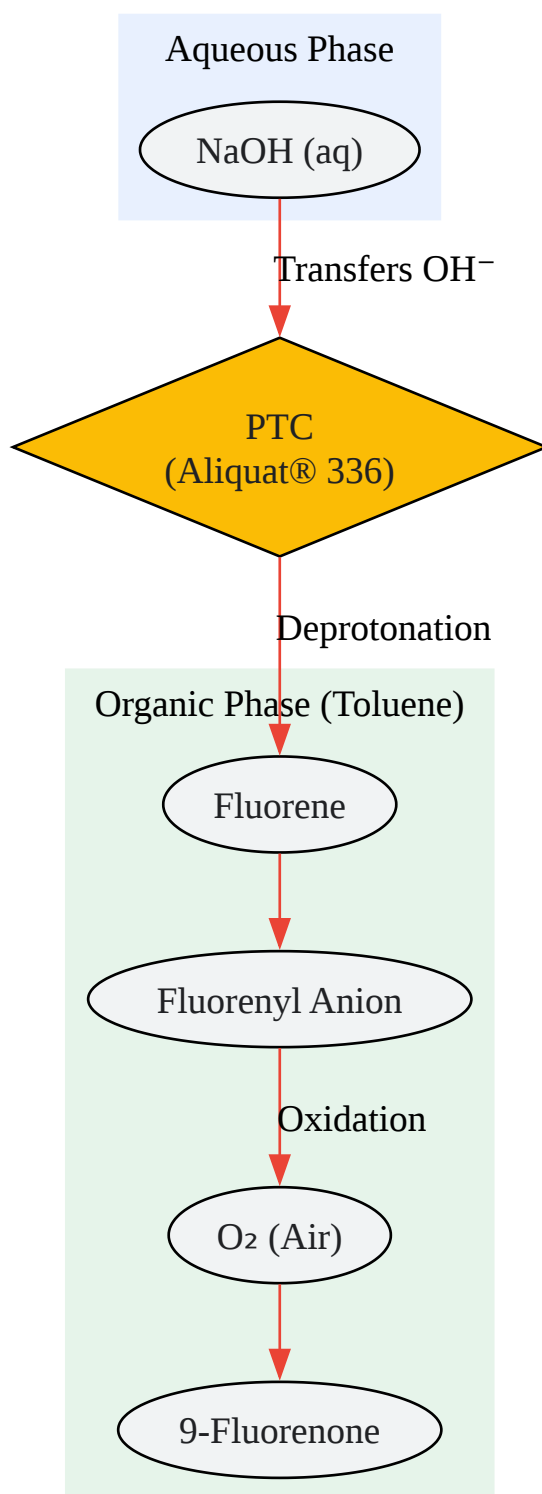 Aqueous Phase
NaOH (aq)
Transfers OH⁻
PTC
(Aliquat® 336)
Deprotonation
Organic Phase (Toluene)
Fluorene
Fluorenyl Anion
Oxidation
O₂ (Air)
9-Fluorenone